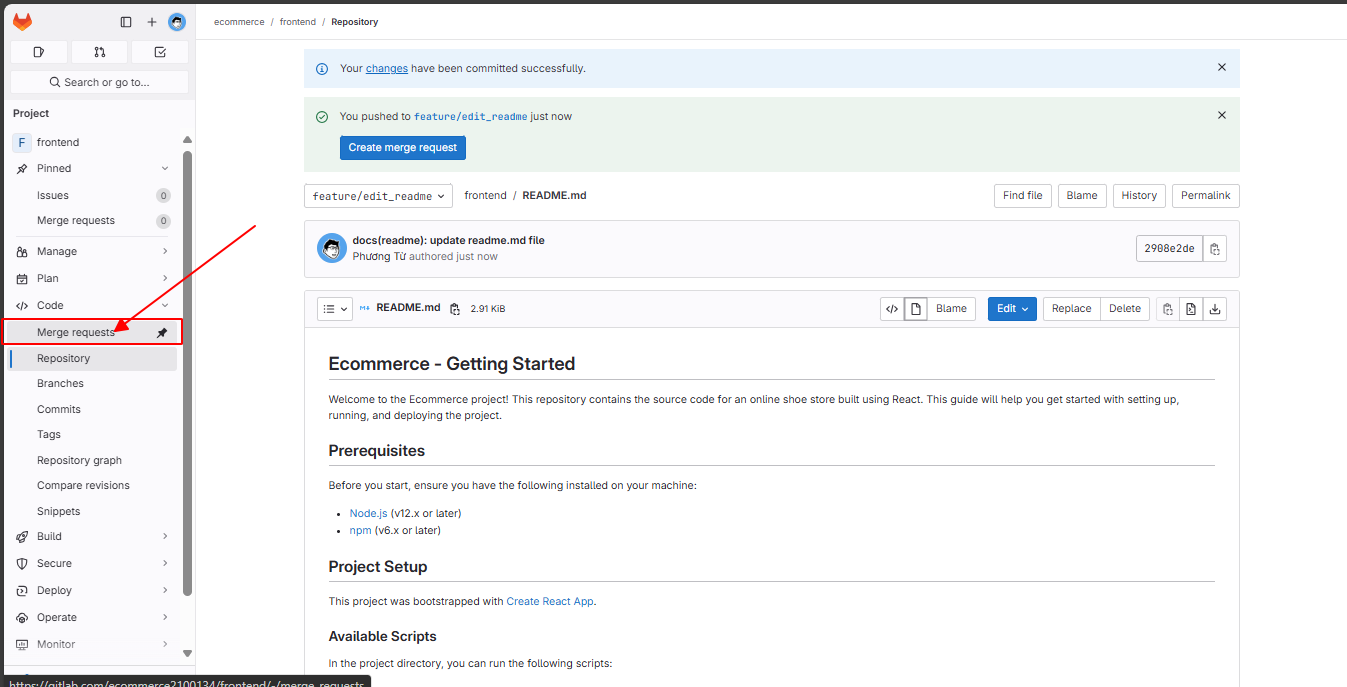 ecommerce / frontend / Repository
Search or go to...
Project
F frontend
Pinned
Issues 0
Merge requests 0
Manage
Plan
Code
Merge requests
Repository
Branches
Commits
Tags
Repository graph
Compare revisions
Snippets
Build
Secure
Deploy
Operate
Monitor
https://gitlab.com/ecommerce2100134/frontend/-/merge_requests
Your changes have been committed successfully.
You pushed to feature/edit_readme just now
Create merge request
feature/edit_readme frontend / README.md Find file Blame History Permalink
docs(readme): update readme.md file
Phương Từ authored just now
2908e2de
README.md 2.91 KiB Blame Edit Replace Delete
Ecommerce - Getting Started
Welcome to the Ecommerce project! This repository contains the source code for an online shoe store built using React. This guide will help you get started with setting up,
running, and deploying the project.
Prerequisites
Before you start, ensure you have the following installed on your machine:
• Node.js (v12.x or later)
• npm (v6.x or later)
Project Setup
This project was bootstrapped with Create React App.
Available Scripts
In the project directory, you can run the following scripts: